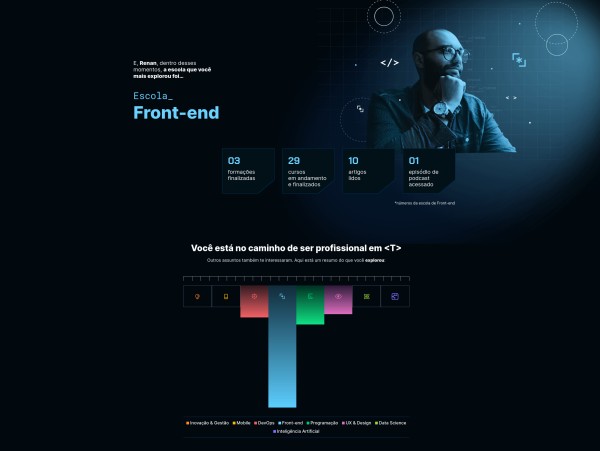 E, Renan, dentro desses
momentos, a escola que você
mais explorou foi...
Escola_
Front-end
</>
< >
03
formações
finalizadas
29
cursos
em andamento
e finalizados
10
artigos
lidos
01
episódio de
podcast
acessado
*números da escola de Front-end
Você está no caminho de ser profissional em <T>
Outros assuntos também te interessaram. Aqui está um resumo do que você explorou:
Inovação & Gestão Mobile DevOps Front-end Programação UX & Design Data Science
Inteligência Artificial